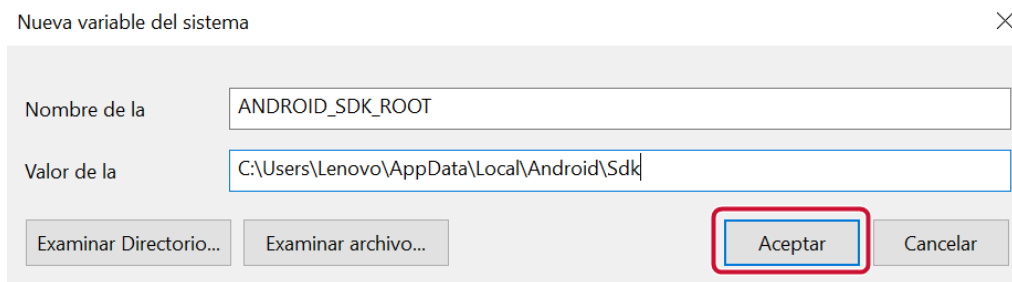 Nueva variable del sistema
Nombre de la
ANDROID_SDK_ROOT
Valor de la
C:\Users\Lenovo\AppData\Local\Android\Sdk
Examinar Directorio...
Examinar archivo...
Aceptar
Cancelar